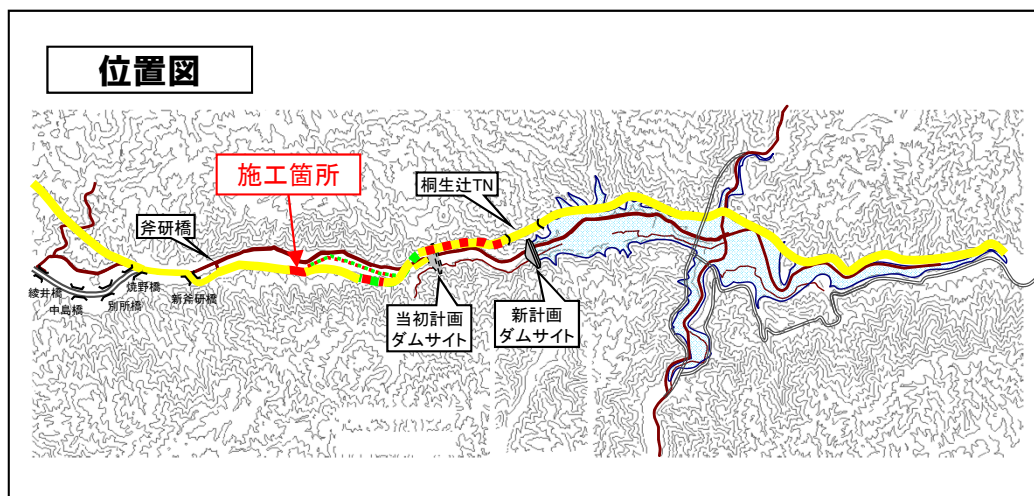 位置図
施工箇所
桐生辻TN
斧研橋
綾井橋
中島橋
別所橋
焼野橋
新斧研橋
当初計画
ダムサイト
新計画
ダムサイト